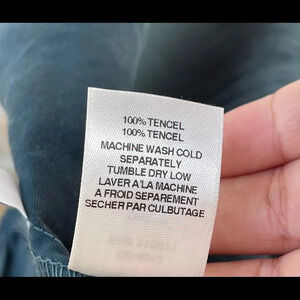 100% TENCEL
100% TENCEL
MACHINE WASH COLD
SEPARATELY
TUMBLE DRY LOW
LAVER A'LA MACHINE
A FROID SEPAREMENT
SECHER PAR CULBUTAGE